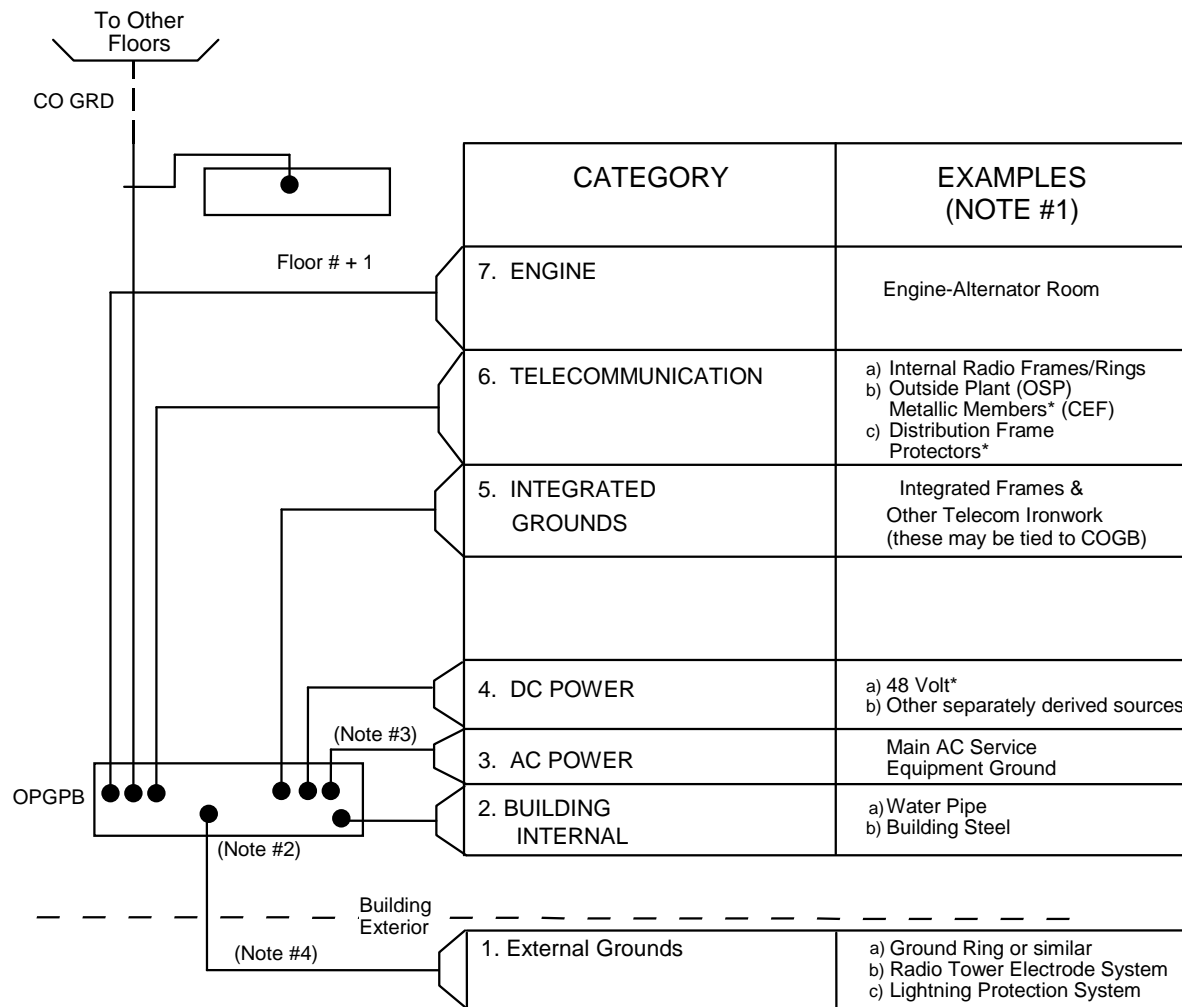 To Other
Floors
CO GRD
CATEGORY
EXAMPLES
(NOTE #1)
Floor # + 1
7. ENGINE
Engine-Alternator Room
6. TELECOMMUNICATION
a) Internal Radio Frames/Rings
b) Outside Plant (OSP)
Metallic Members* (CEF)
c) Distribution Frame
Protectors*
5. INTEGRATED
GROUNDS
Integrated Frames &
Other Telecom Ironwork
(these may be tied to COGB)
4. DC POWER
a) 48 Volt*
b) Other separately derived sources
(Note #3)
3. AC POWER
Main AC Service
Equipment Ground
OPGPB
2. BUILDING
INTERNAL
a) Water Pipe
b) Building Steel
(Note #2)
Building
Exterior
(Note #4)
1. External Grounds
a) Ground Ring or similar
b) Radio Tower Electrode System
c) Lightning Protection System